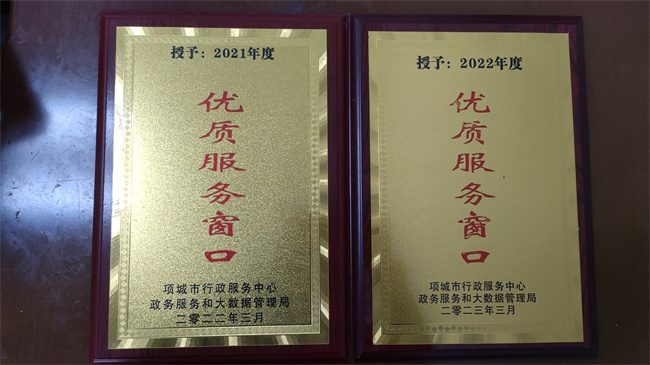 授予：2021年度
优质服务窗口
项城市行政服务中心
政务服务和大数据管理局
二零二二年三月
授予：2022年度
优质服务窗口
项城市行政服务中心
政务服务和大数据管理局
二零二三年三月